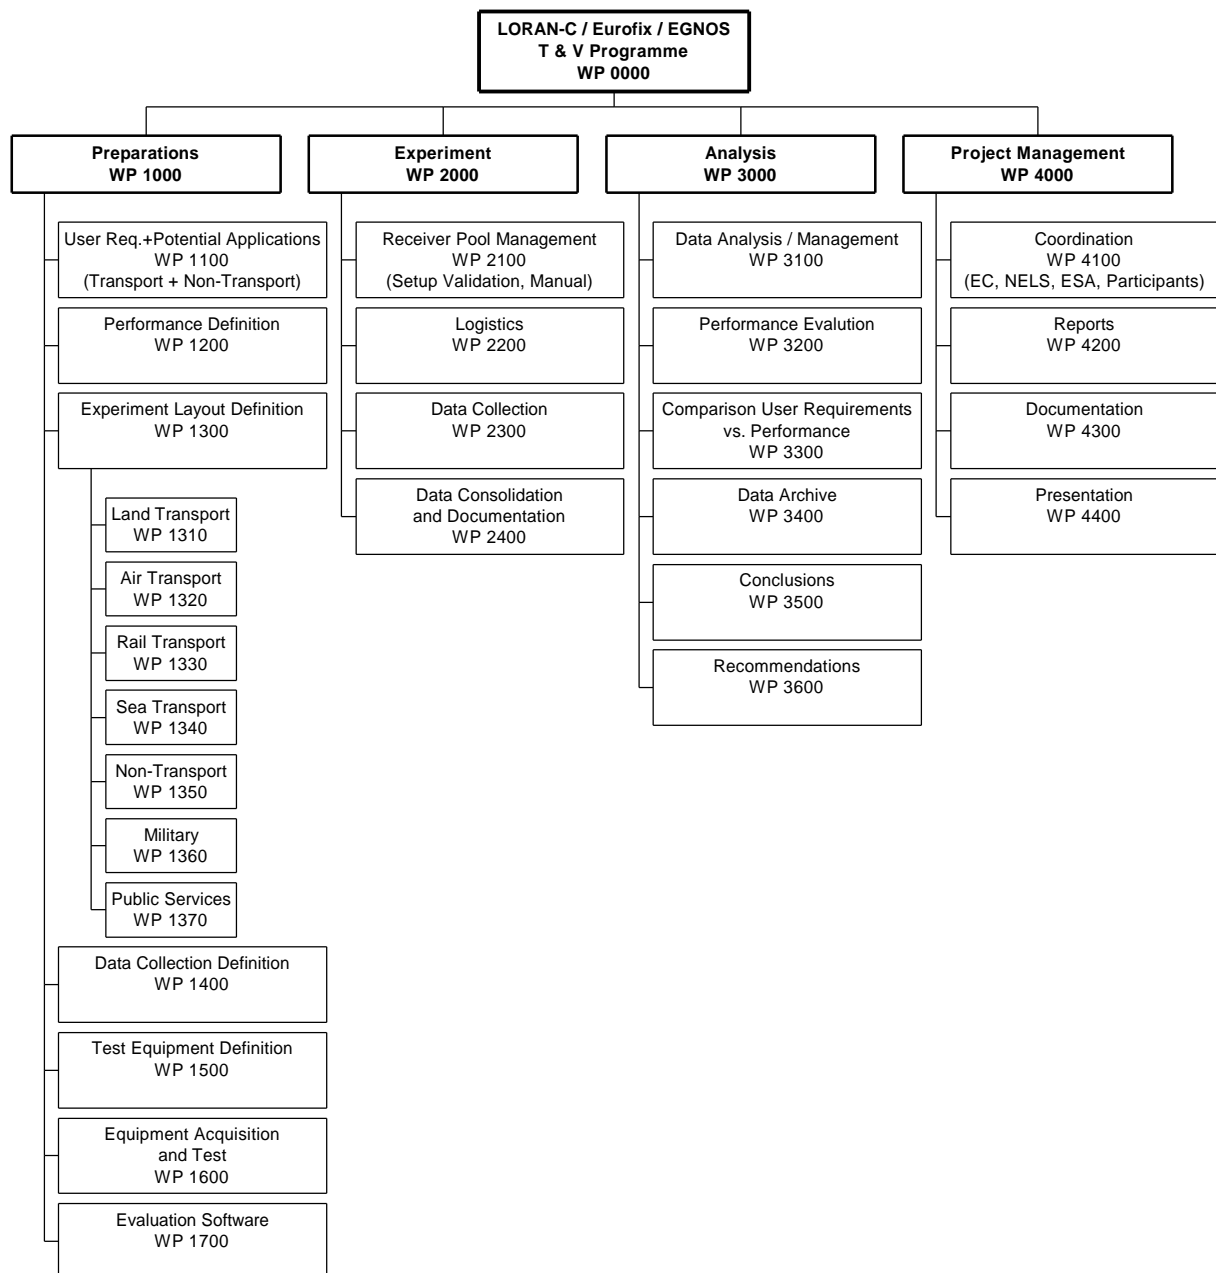 LORAN-C / Eurofix / EGNOS
T & V Programme
WP 0000
Preparations
WP 1000
User Req.+Potential Applications
WP 1100
(Transport + Non-Transport)
Performance Definition
WP 1200
Experiment Layout Definition
WP 1300
Land Transport
WP 1310
Air Transport
WP 1320
Rail Transport
WP 1330
Sea Transport
WP 1340
Non-Transport
WP 1350
Military
WP 1360
Public Services
WP 1370
Data Collection Definition
WP 1400
Test Equipment Definition
WP 1500
Equipment Acquisition
and Test
WP 1600
Evaluation Software
WP 1700
Experiment
WP 2000
Receiver Pool Management
WP 2100
(Setup Validation, Manual)
Logistics
WP 2200
Data Collection
WP 2300
Data Consolidation
and Documentation
WP 2400
Analysis
WP 3000
Data Analysis / Management
WP 3100
Performance Evalution
WP 3200
Comparison User Requirements
vs. Performance
WP 3300
Data Archive
WP 3400
Conclusions
WP 3500
Recommendations
WP 3600
Project Management
WP 4000
Coordination
WP 4100
(EC, NELS, ESA, Participants)
Reports
WP 4200
Documentation
WP 4300
Presentation
WP 4400